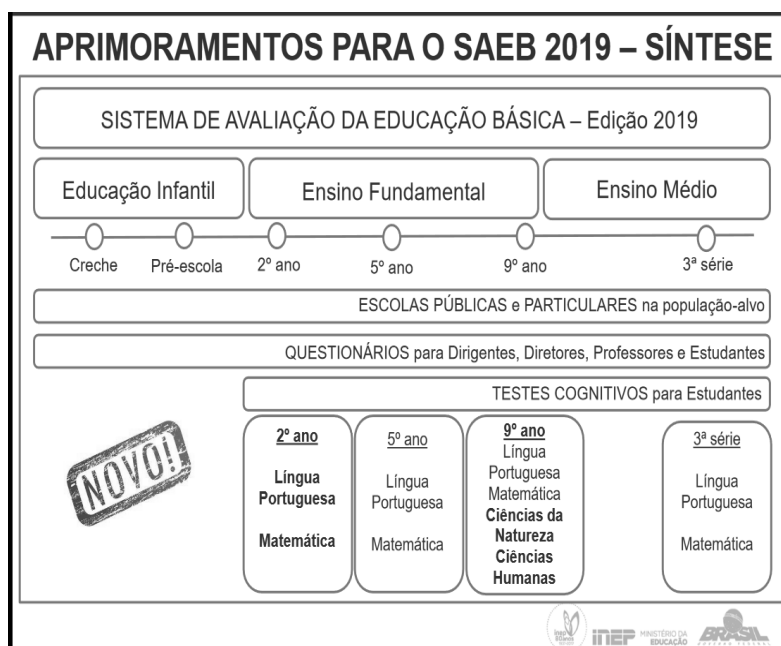 APRIMORAMENTOS PARA O SAEB 2019 – SÍNTESE
SISTEMA DE AVALIAÇÃO DA EDUCAÇÃO BÁSICA – Edição 2019
Educação Infantil
Ensino Fundamental
Ensino Médio
Creche
Pré-escola
2º ano
5º ano
9º ano
3ª série
ESCOLAS PÚBLICAS e PARTICULARES na população-alvo
QUESTIONÁRIOS para Dirigentes, Diretores, Professores e Estudantes
TESTES COGNITIVOS para Estudantes
NOVO!
2º ano
Língua
Portuguesa
Matemática
5º ano
Língua
Portuguesa
Matemática
9º ano
Língua
Portuguesa
Matemática
Ciências da
Natureza
Ciências
Humanas
3ª série
Língua
Portuguesa
Matemática
inep
inep
MINISTÉRIO DA
EDUCAÇÃO
BRASIL
GOVERNO FEDERAL